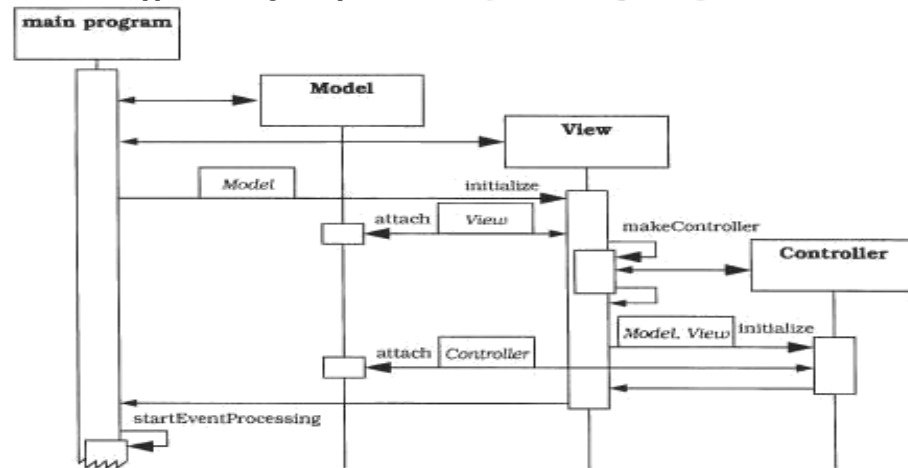 main program
Model
View
Model
initialize
attach
View
makeController
Controller
Model, View
initialize
attach
Controller
startEventProcessing